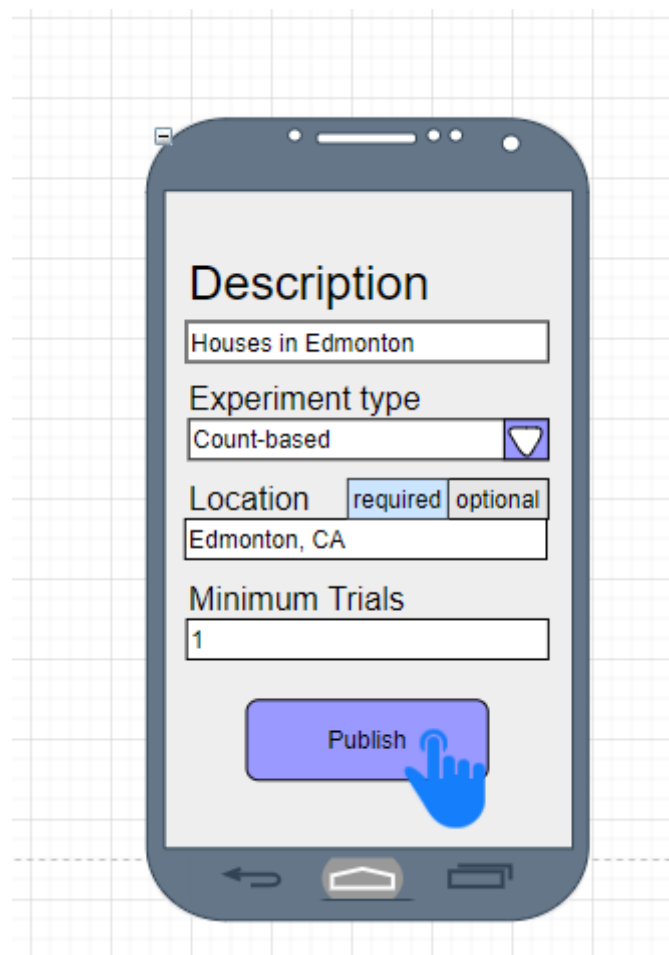 Description
Houses in Edmonton
Experiment type
Count-based
Location required optional
Edmonton, CA
Minimum Trials
1
Publish